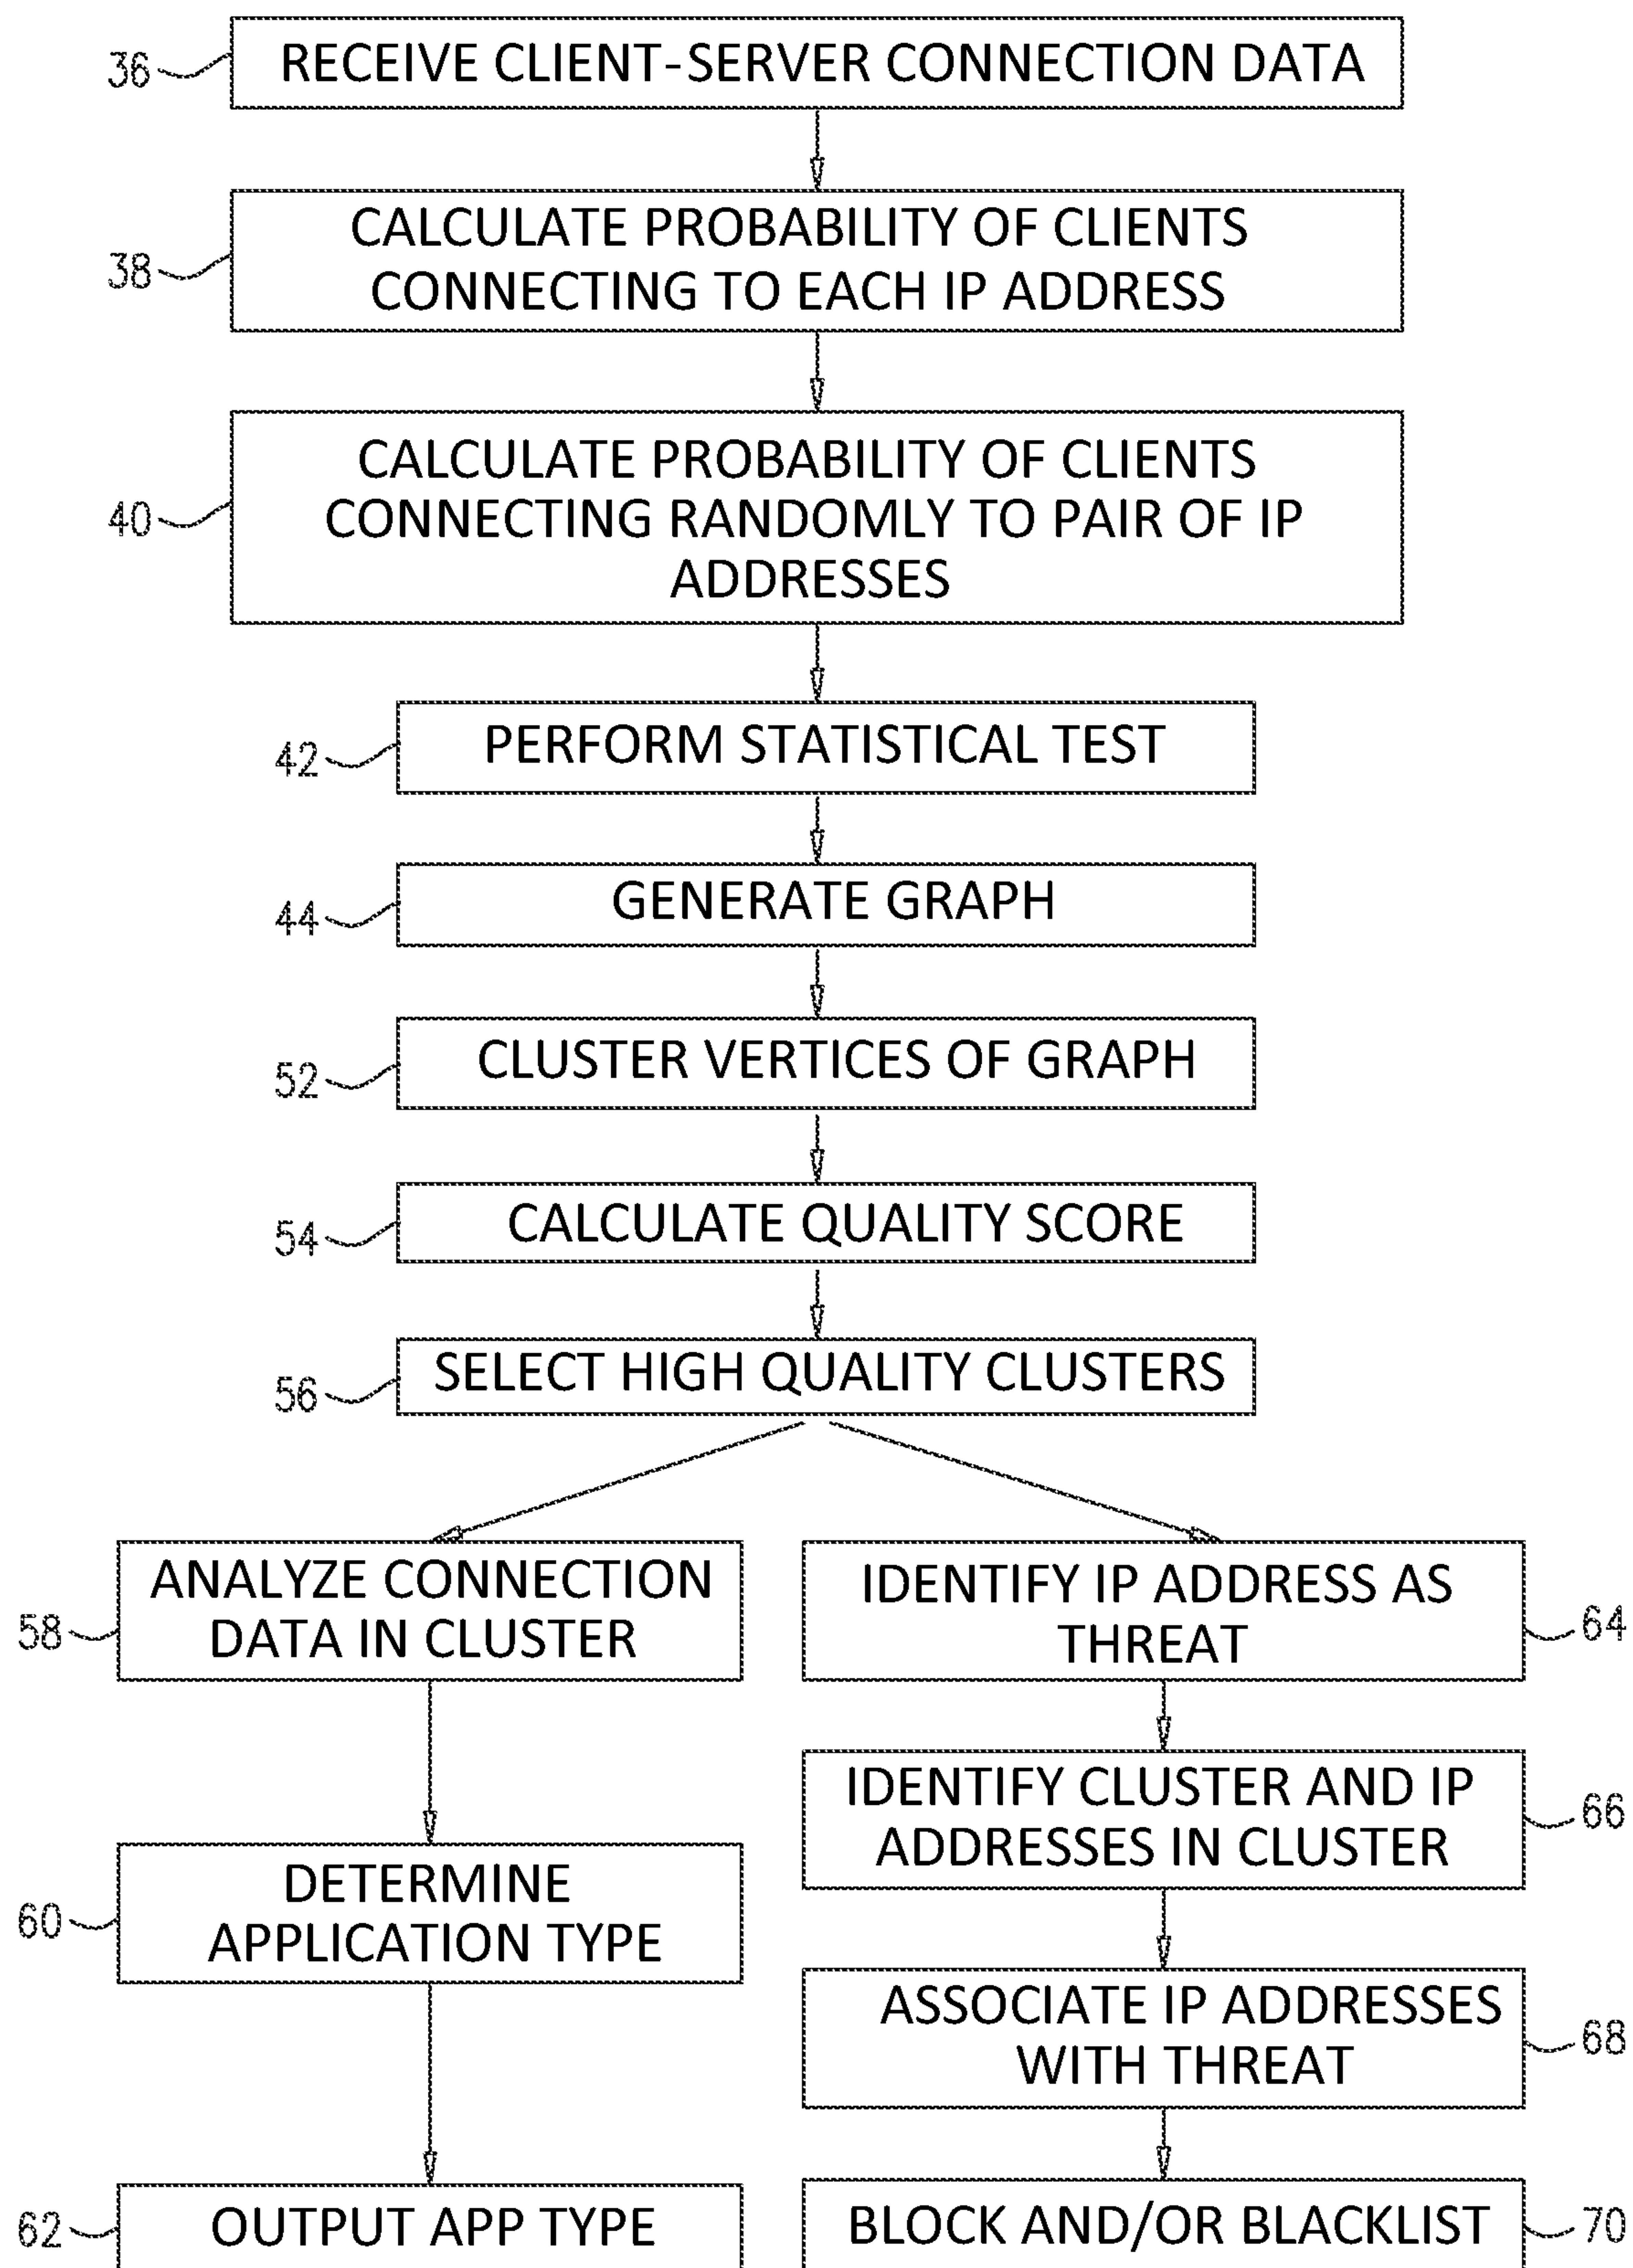 36
RECEIVE CLIENT-SERVER CONNECTION DATA
38
CALCULATE PROBABILITY OF CLIENTS
CONNECTING TO EACH IP ADDRESS
40
CALCULATE PROBABILITY OF CLIENTS
CONNECTING RANDOMLY TO PAIR OF IP
ADDRESSES
42
PERFORM STATISTICAL TEST
44
GENERATE GRAPH
52
CLUSTER VERTICES OF GRAPH
54
CALCULATE QUALITY SCORE
56
SELECT HIGH QUALITY CLUSTERS
58
ANALYZE CONNECTION
DATA IN CLUSTER
60
DETERMINE
APPLICATION TYPE
62
OUTPUT APP TYPE
IDENTIFY IP ADDRESS AS
THREAT
64
IDENTIFY CLUSTER AND IP
ADDRESSES IN CLUSTER
66
ASSOCIATE IP ADDRESSES
WITH THREAT
68
BLOCK AND/OR BLACKLIST
70